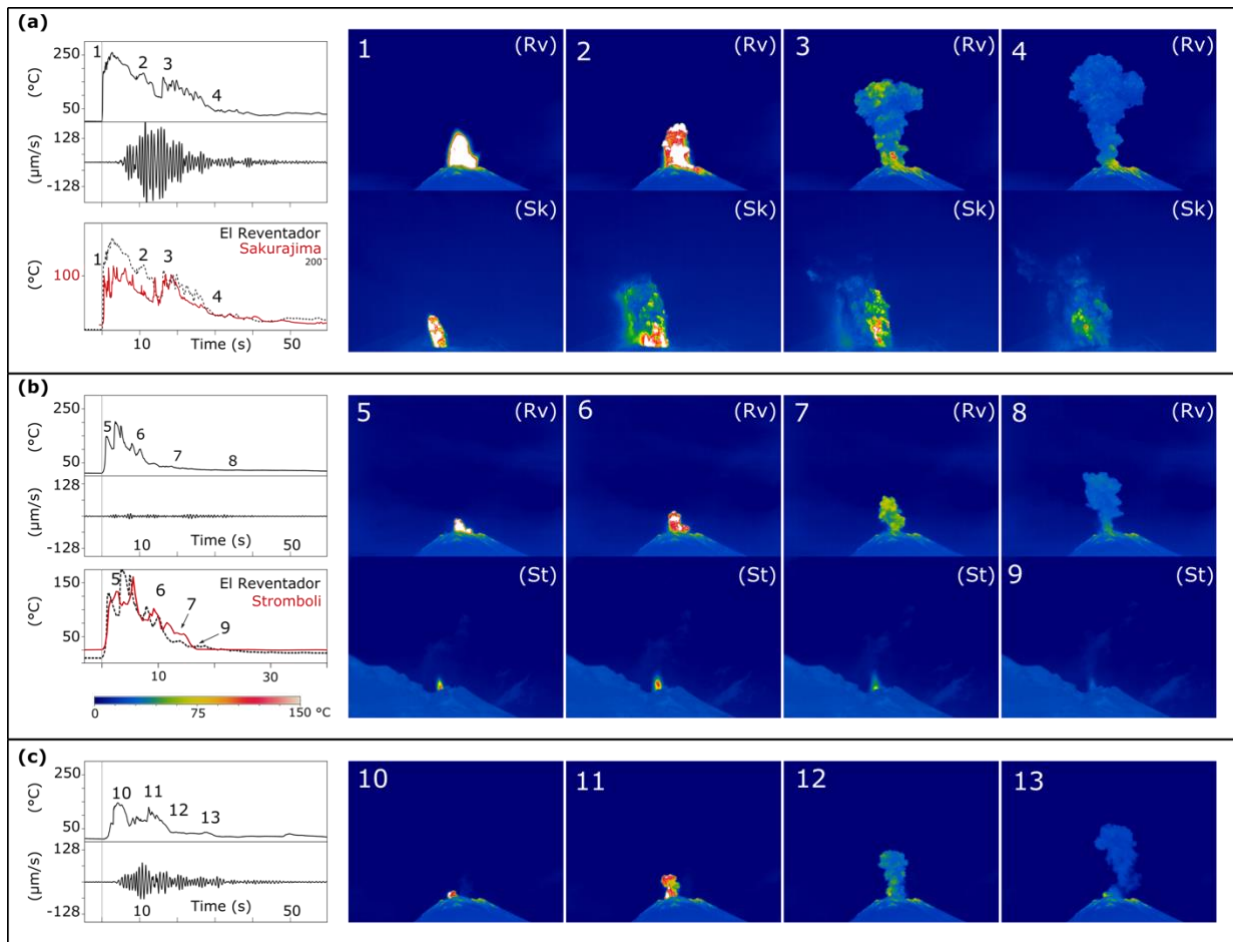 (a)
250
50
(°C)
1 2 3 4
128
-128
(µm/s)
El Reventador
Sakurajima
200
100
(°C)
1 2 3 4
10 50
Time (s)
1 (Rv) 2 (Rv) 3 (Rv) 4 (Rv)
(Sk) (Sk) (Sk) (Sk)
(b)
250
50
(°C)
5 6 7 8
128
-128
(µm/s)
10 50
Time (s)
El Reventador
Stromboli
150
50
(°C)
5 6 7 9
10 30
0 75 150 °C
5 (Rv) 6 (Rv) 7 (Rv) 8 (Rv)
(St) (St) (St) 9 (St)
(c)
250
50
(°C)
10 11 12 13
128
-128
(µm/s)
10 50
Time (s)
10 11 12 13